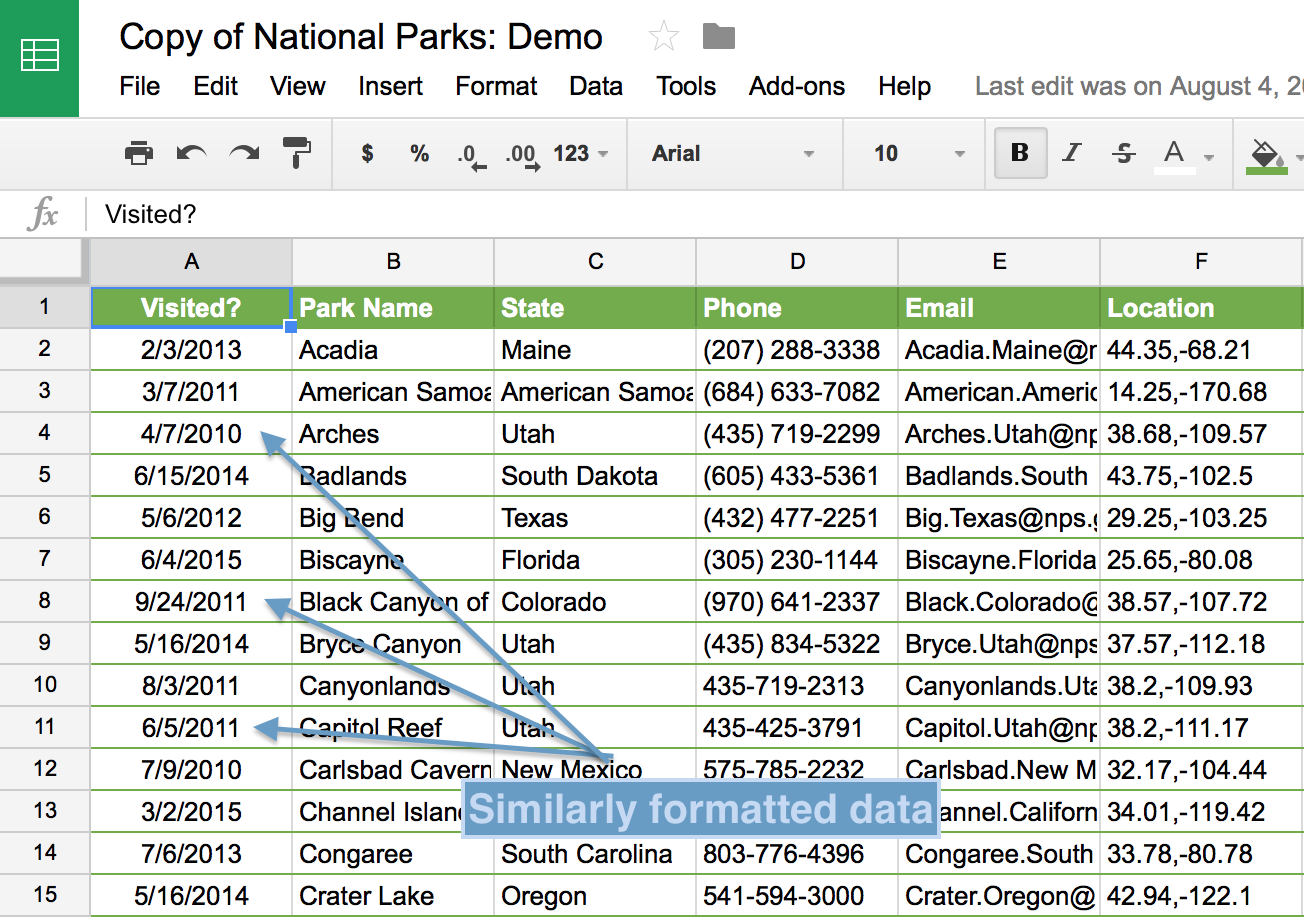 Copy of National Parks: Demo
File Edit View Insert Format Data Tools Add-ons Help Last edit was on August 4, 20
$ % .0 .00 123 Arial 10 B I S A
fx Visited?
A B C D E F
1 Visited? Park Name State Phone Email Location
2 2/3/2013 Acadia Maine (207) 288-3338 Acadia.Maine@n 44.35,-68.21
3 3/7/2011 American Samoa American Samoa (684) 633-7082 American.Americ 14.25,-170.68
4 4/7/2010 Arches Utah (435) 719-2299 Arches.Utah@np 38.68,-109.57
5 6/15/2014 Badlands South Dakota (605) 433-5361 Badlands.South 43.75,-102.5
6 5/6/2012 Big Bend Texas (432) 477-2251 Big.Texas@nps.g 29.25,-103.25
7 6/4/2015 Biscayne Florida (305) 230-1144 Biscayne.Florida 25.65,-80.08
8 9/24/2011 Black Canyon of Colorado (970) 641-2337 Black.Colorado@ 38.57,-107.72
9 5/16/2014 Bryce Canyon Utah (435) 834-5322 Bryce.Utah@nps 37.57,-112.18
10 8/3/2011 Canyonlands Utah 435-719-2313 Canyonlands.Uta 38.2,-109.93
11 6/5/2011 Capitol Reef Utah 435-425-3791 Capitol.Utah@np 38.2,-111.17
12 7/9/2010 Carlsbad Cavern New Mexico 575-785-2232 Carlsbad.New M 32.17,-104.44
13 3/2/2015 Channel Islan Similarly formatted data annel.Californ 34.01,-119.42
14 7/6/2013 Congaree South Carolina 803-776-4396 Congaree.South 33.78,-80.78
15 5/16/2014 Crater Lake Oregon 541-594-3000 Crater.Oregon@ 42.94,-122.1